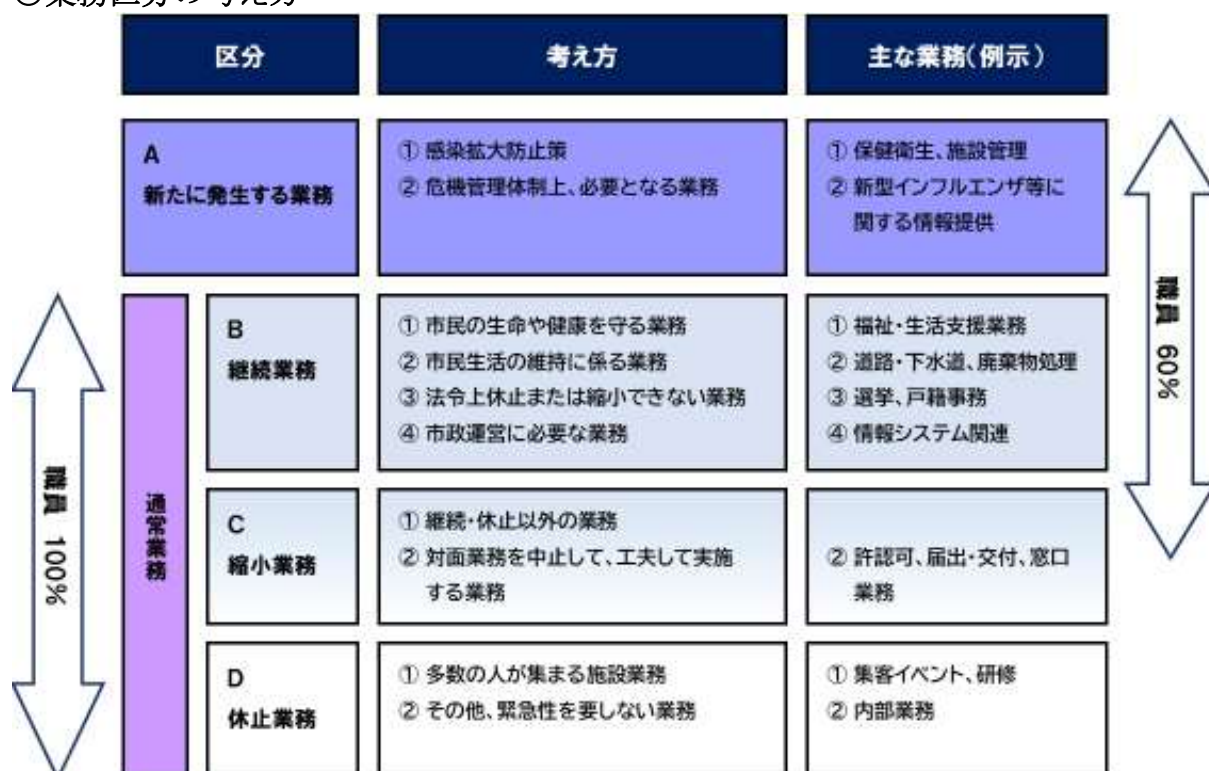 〇業務区分の考え方
区分
考え方
主な業務(例示)
A
新たに発生する業務
① 感染拡大防止策
② 危機管理体制上、必要となる業務
① 保健衛生、施設管理
② 新型インフルエンザ等に
関する情報提供
職員 60%
職員 100%
通常業務
B
継続業務
① 市民の生命や健康を守る業務
② 市民生活の維持に係る業務
③ 法令上休止または縮小できない業務
④ 市政運営に必要な業務
① 福祉・生活支援業務
② 道路・下水道、廃棄物処理
③ 選挙、戸籍事務
④ 情報システム関連
C
縮小業務
① 継続・休止以外の業務
② 対面業務を中止して、工夫して実施
する業務
② 許認可、届出・交付、窓口
業務
D
休止業務
① 多数の人が集まる施設業務
② その他、緊急性を要しない業務
① 集客イベント、研修
② 内部業務